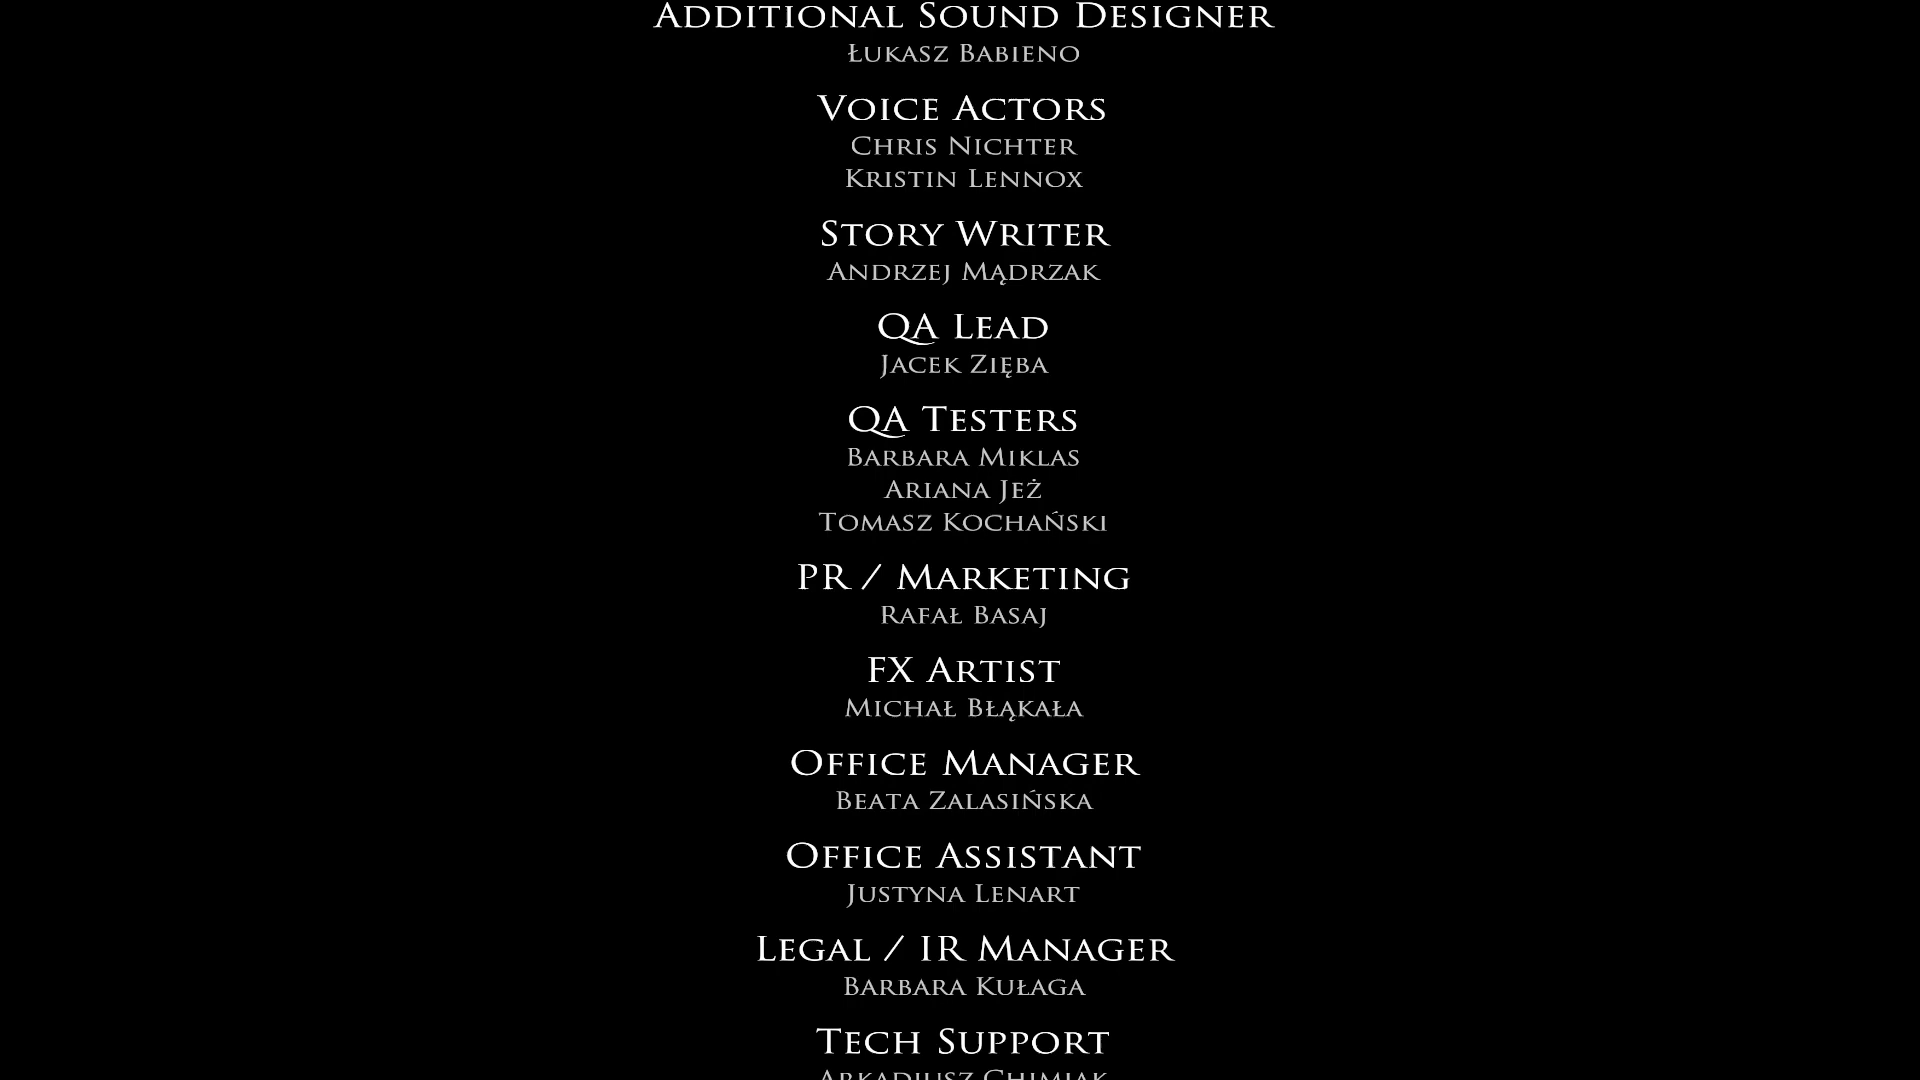 Additional Sound Designer
Łukasz Babieno
Voice Actors
Chris Nichter
Kristin Lennox
Story Writer
Andrzej Mądrzak
QA Lead
Jacek Zięba
QA Testers
Barbara Miklas
Ariana Jeż
Tomasz Kochański
PR / Marketing
Rafał Basaj
FX Artist
Michał Błąkała
Office Manager
Beata Zalasińska
Office Assistant
Justyna Lenart
Legal / IR Manager
Barbara Kułaga
Tech Support
Arkadiusz Chimiak